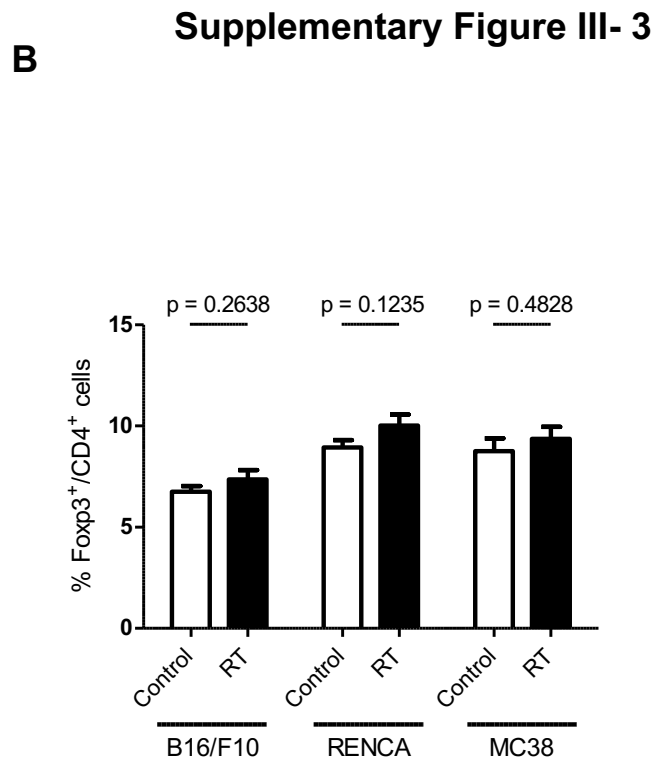 Supplementary Figure III- 3
B
p = 0.2638 p = 0.1235 p = 0.4828
15
10
5
0
% Foxp3⁺/CD4⁺ cells
Control RT Control RT Control RT
B16/F10 RENCA MC38